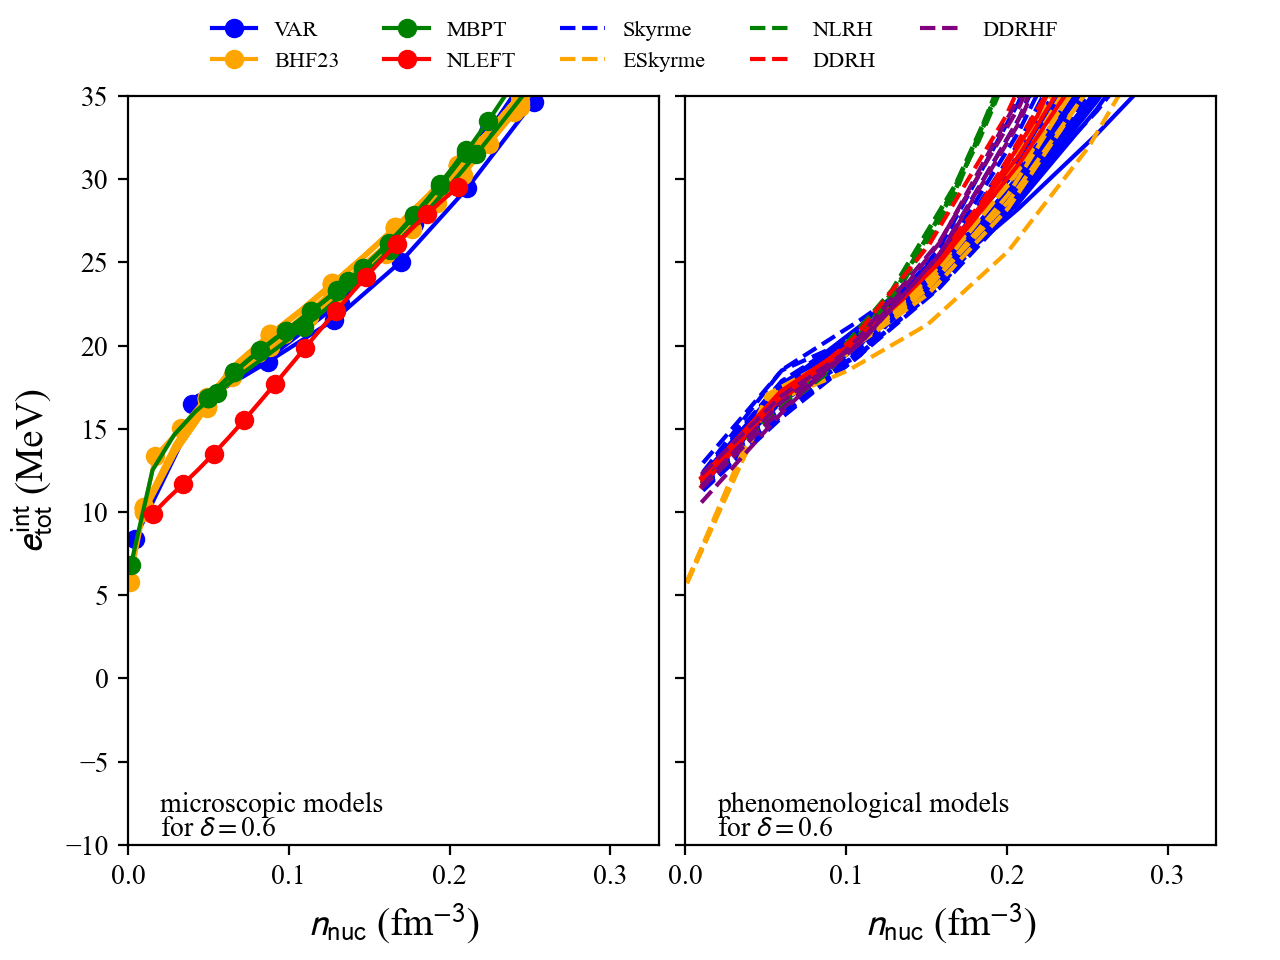 VAR MBPT Skyrme NLRH DDRHF
BHF23 NLEFT ESkyrme DDRH
35
30
25
20
15
10
5
0
−5
−10
e_tot^int (MeV)
microscopic models
for δ = 0.6
phenomenological models
for δ = 0.6
0.0 0.1 0.2 0.3 0.0 0.1 0.2 0.3
n_nuc (fm⁻³) n_nuc (fm⁻³)